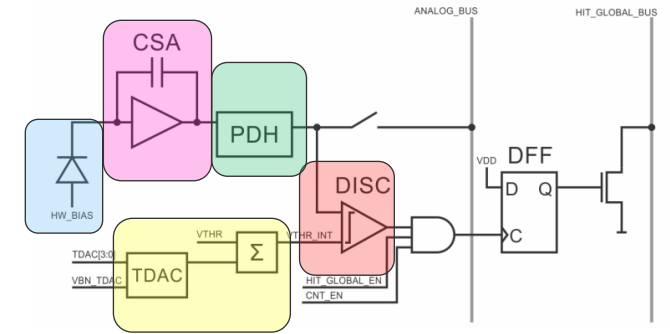 ANALOG_BUS
HIT_GLOBAL_BUS
CSA
PDH
DFF
VDD
D Q
C
DISC
HW_BIAS
VTHR
VTHR_INT
Σ
TDAC[3:0]
TDAC
VBN_TDAC
HIT_GLOBAL_EN
CNT_EN